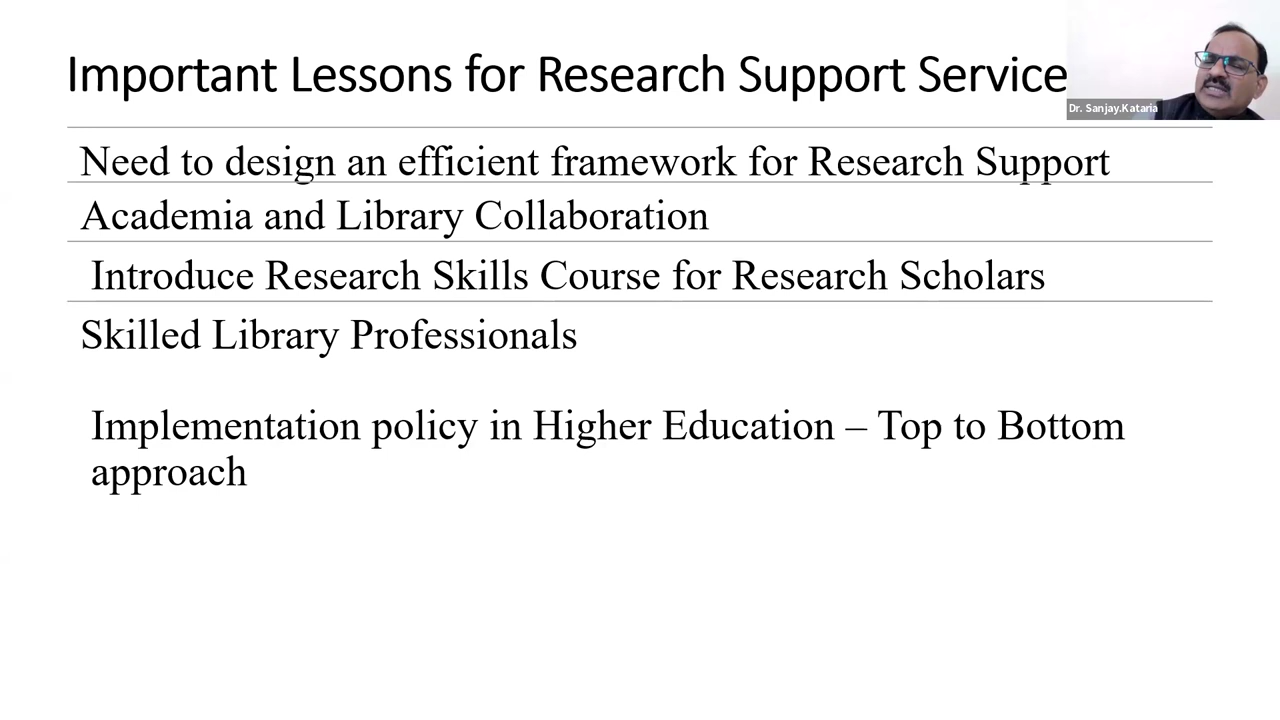 Important Lessons for Research Support Service
Dr. Sanjay.Kataria
Need to design an efficient framework for Research Support
Academia and Library Collaboration
Introduce Research Skills Course for Research Scholars
Skilled Library Professionals
Implementation policy in Higher Education – Top to Bottom
approach